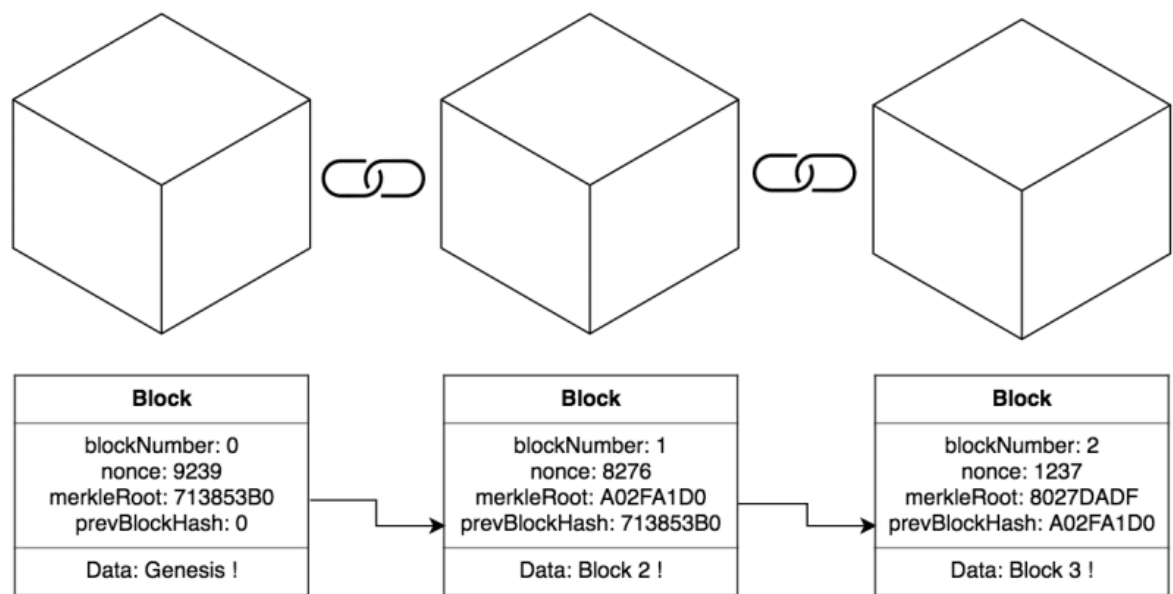 Block
blockNumber: 0
nonce: 9239
merkleRoot: 713853B0
prevBlockHash: 0
Data: Genesis !
Block
blockNumber: 1
nonce: 8276
merkleRoot: A02FA1D0
prevBlockHash: 713853B0
Data: Block 2 !
Block
blockNumber: 2
nonce: 1237
merkleRoot: 8027DADF
prevBlockHash: A02FA1D0
Data: Block 3 !